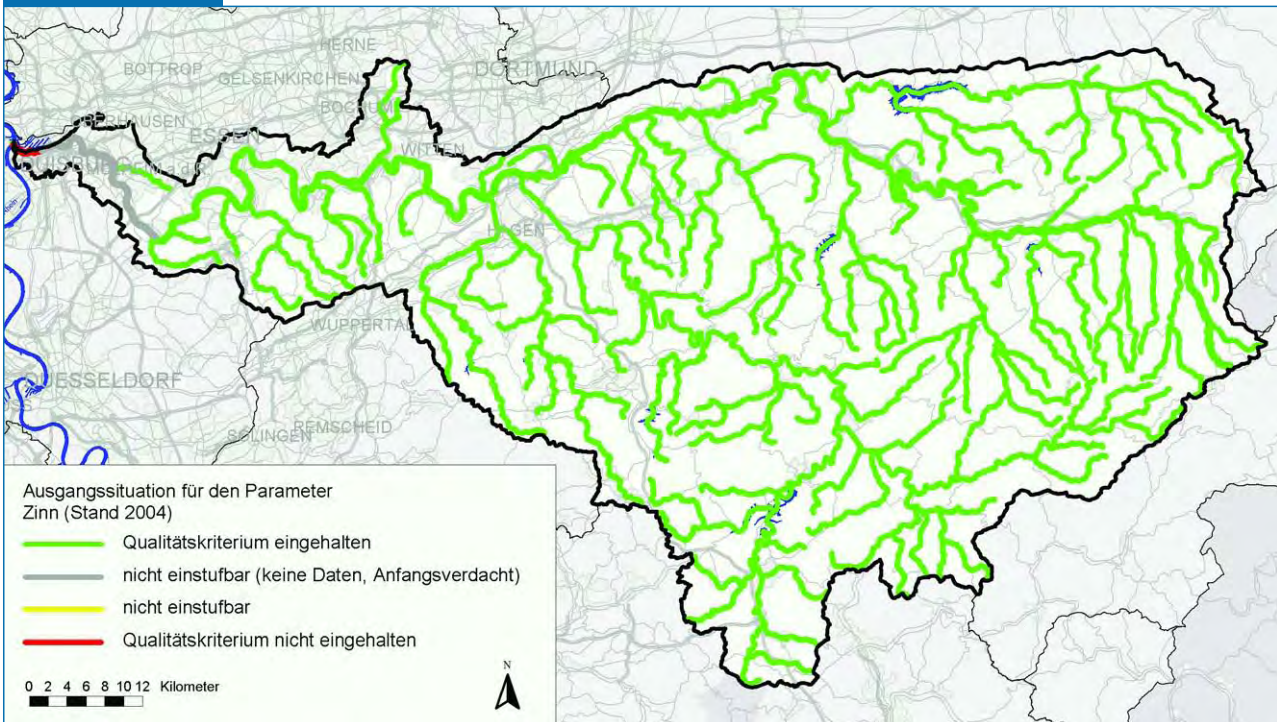 HERNE
BOTTROP
GELSENKIRCHEN
DORTMUND
BOCHUM
OBERHAUSEN
ESSEN
WITTEN
HAGEN
WUPPERTAL
DUESSELDORF
REMSCHEID
SOLINGEN
Ausgangssituation für den Parameter
Zinn (Stand 2004)
Qualitätskriterium eingehalten
nicht einstufbar (keine Daten, Anfangsverdacht)
nicht einstufbar
Qualitätskriterium nicht eingehalten
N
0 2 4 6 8 10 12 Kilometer